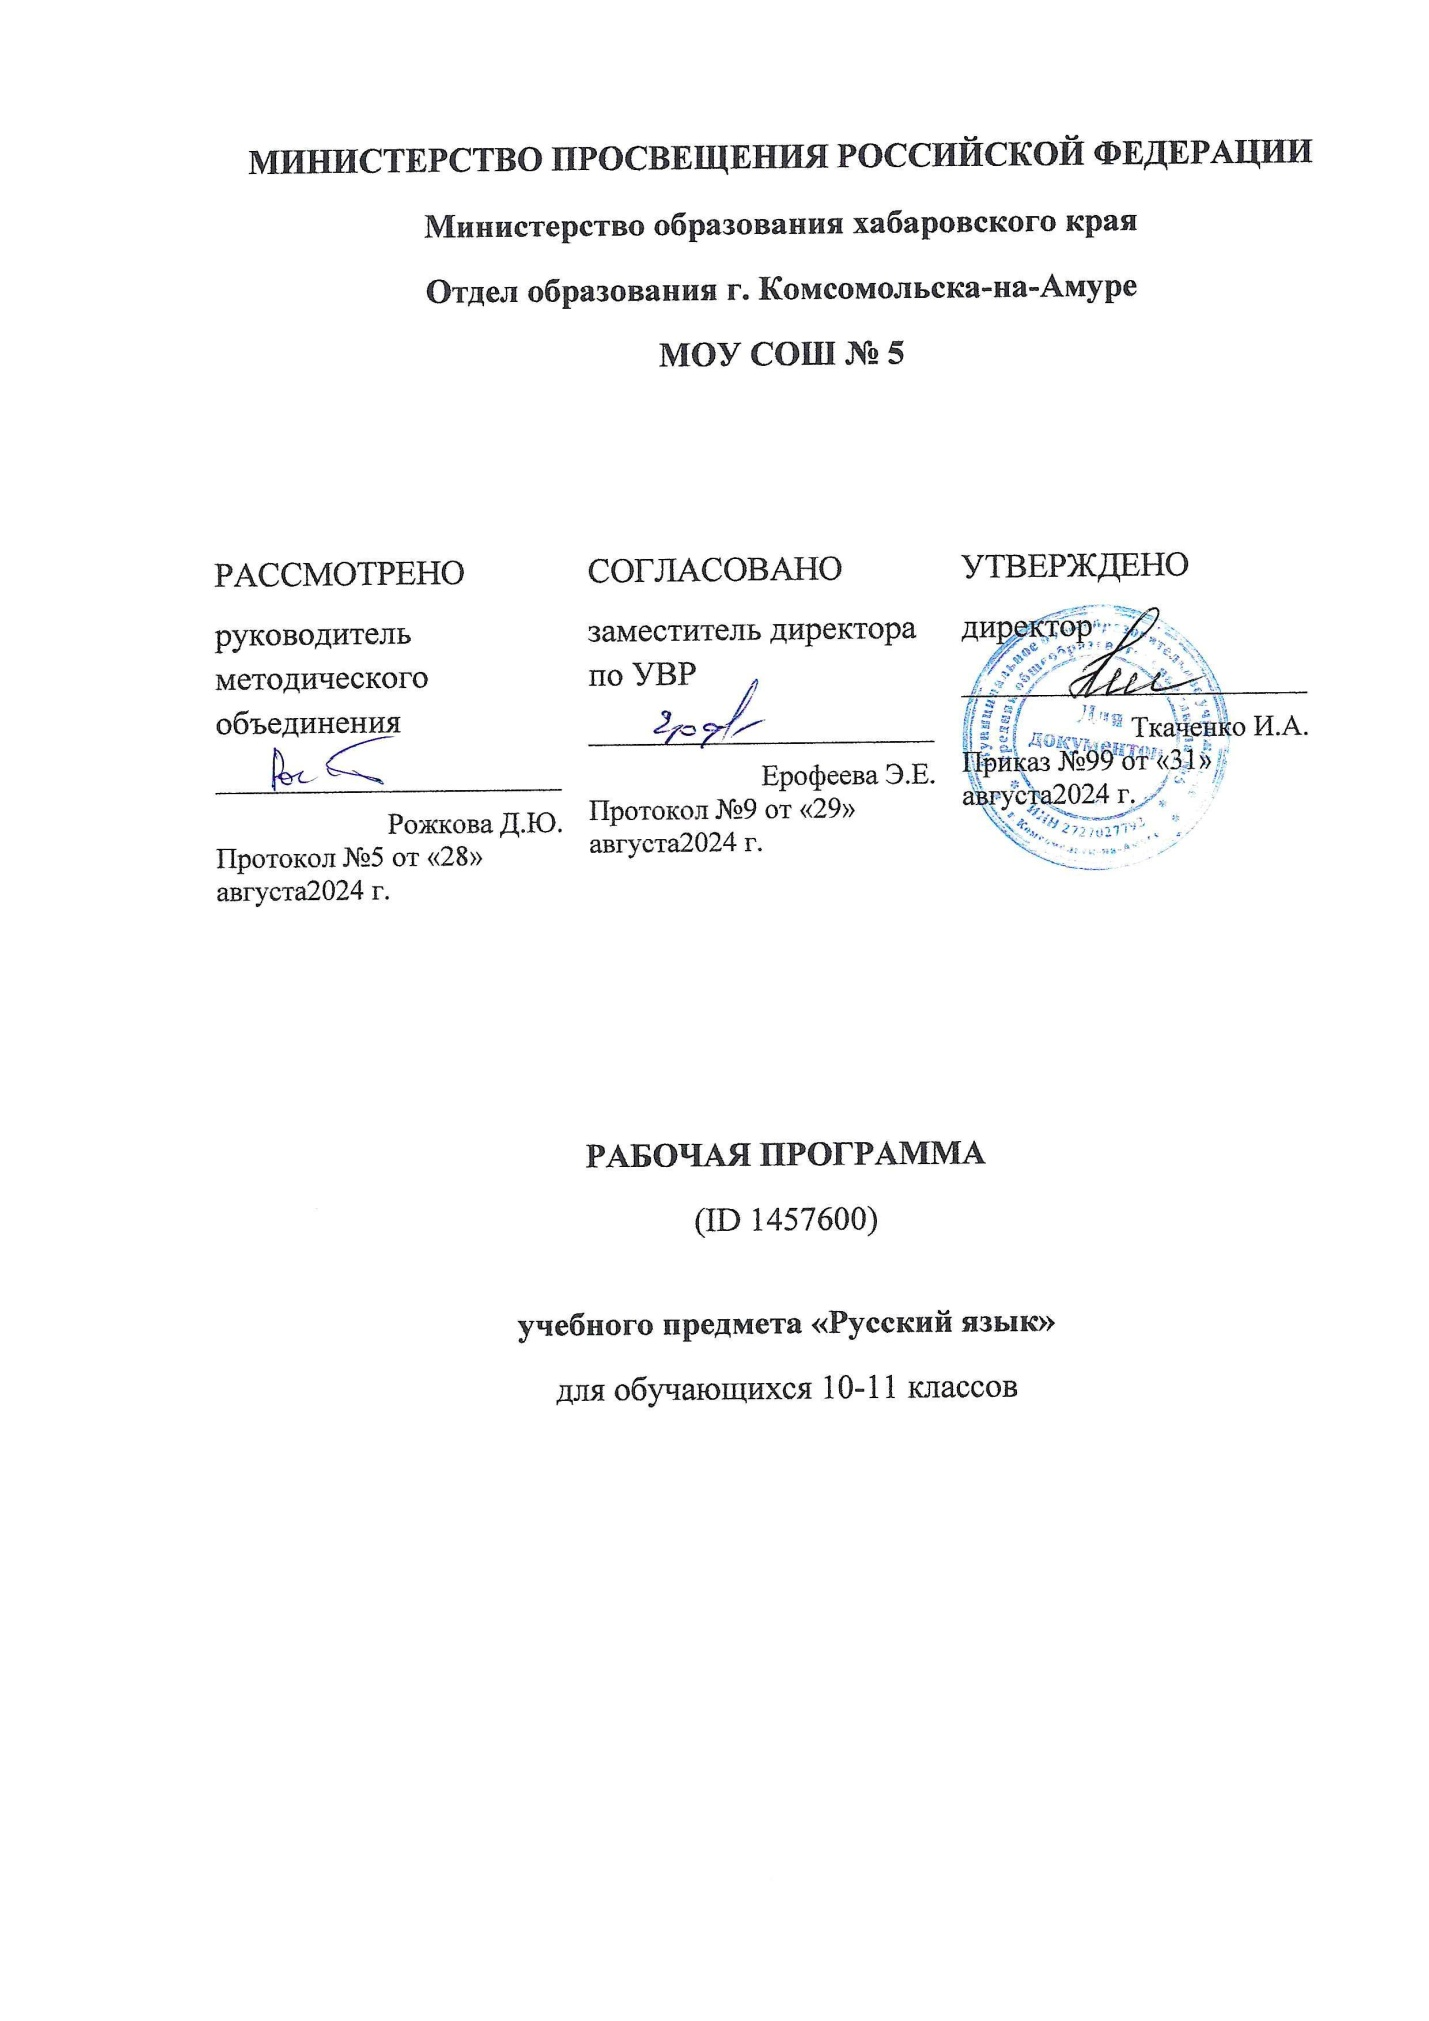 МИНИСТЕРСТВО ПРОСВЕЩЕНИЯ РОССИЙСКОЙ ФЕДЕРАЦИИ
Министерство образования хабаровского края
Отдел образования г. Комсомольска-на-Амуре
МОУ СОШ № 5
РАССМОТРЕНО
руководитель
методического
объединения
Рожкова Д.Ю.
Протокол №5 от «28»
августа2024 г.
СОГЛАСОВАНО
заместитель директора
по УВР
Ерофеева Э.Е.
Протокол №9 от «29»
августа2024 г.
УТВЕРЖДЕНО
директор
Ткаченко И.А.
Приказ №99 от «31»
августа2024 г.
Для
документов
РАБОЧАЯ ПРОГРАММА
(ID 1457600)
учебного предмета «Русский язык»
для обучающихся 10-11 классов